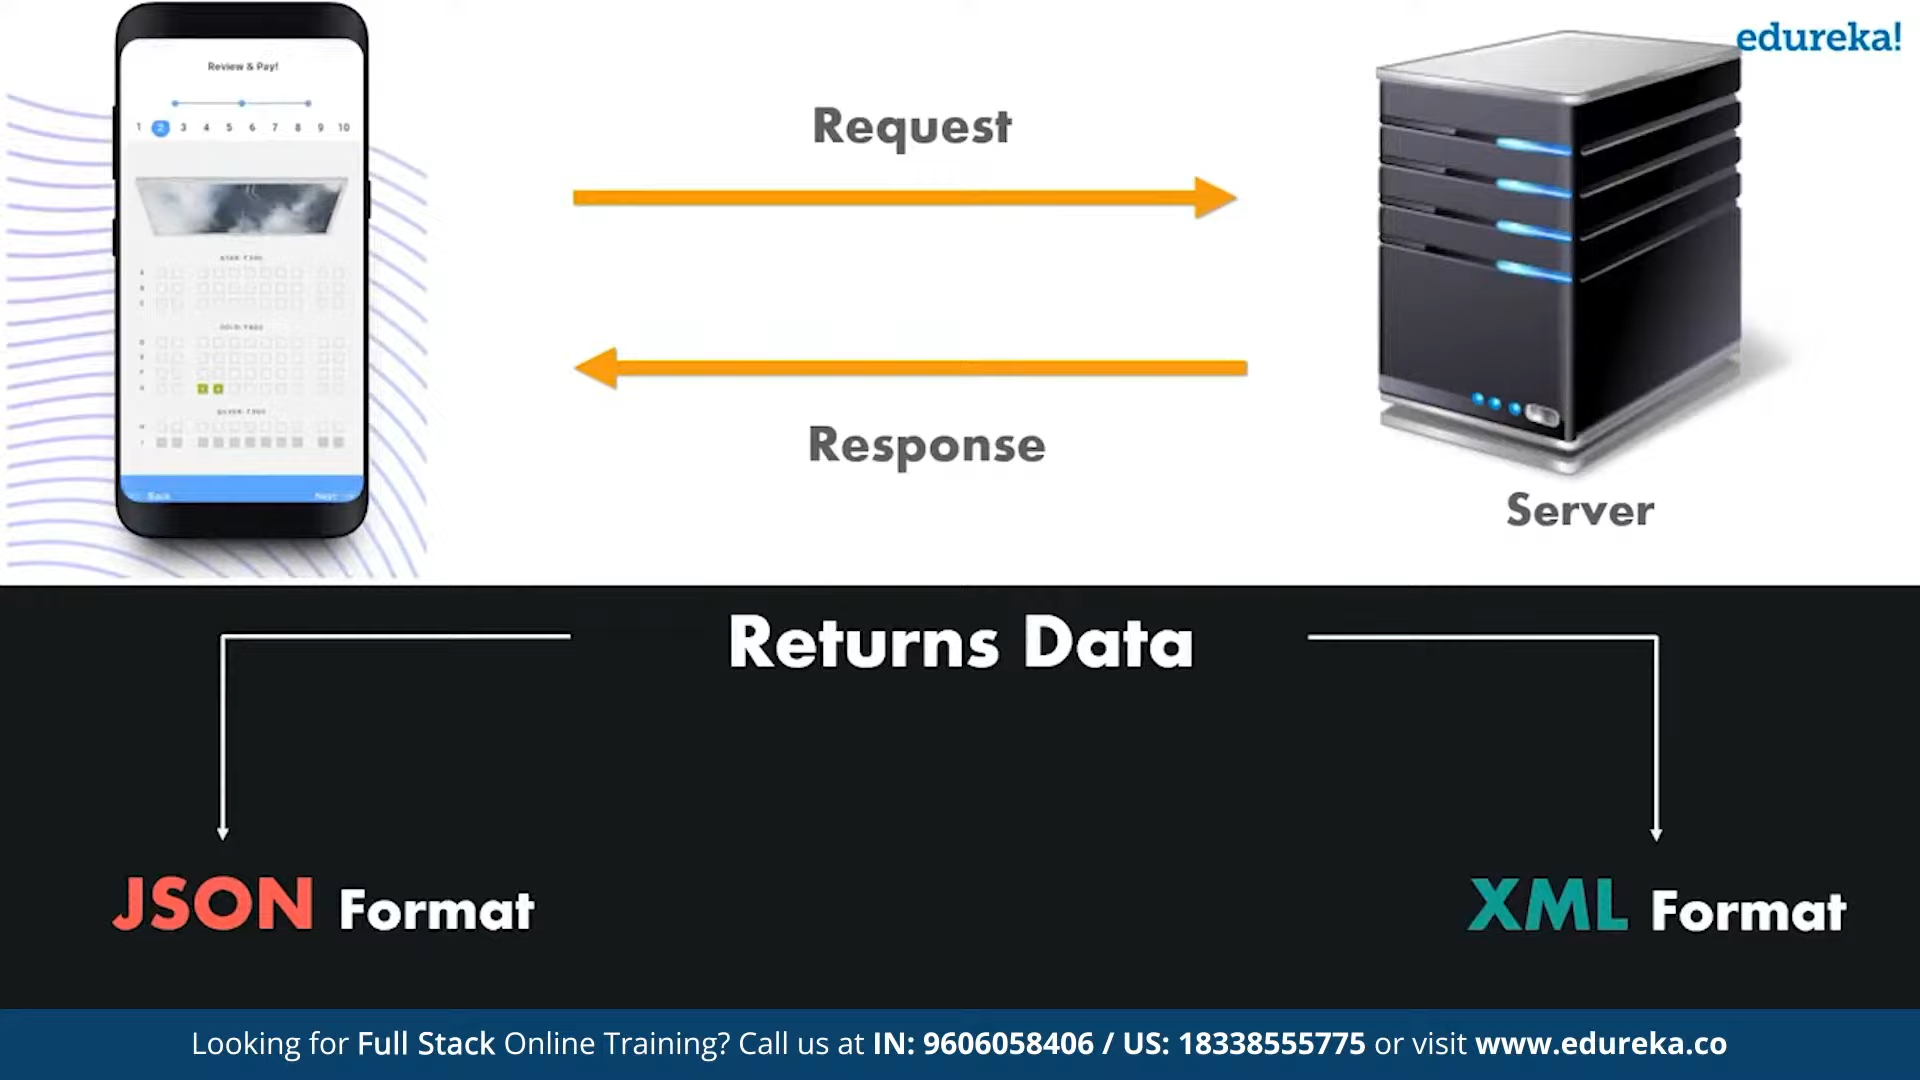 edureka!
Review & Pay!
1 2 3 4 5 6 7 8 9 10
Request
Response
Back
Next
Server
Returns Data
JSON Format
XML Format
Looking for Full Stack Online Training? Call us at IN: 9606058406 / US: 18338555775 or visit www.edureka.co